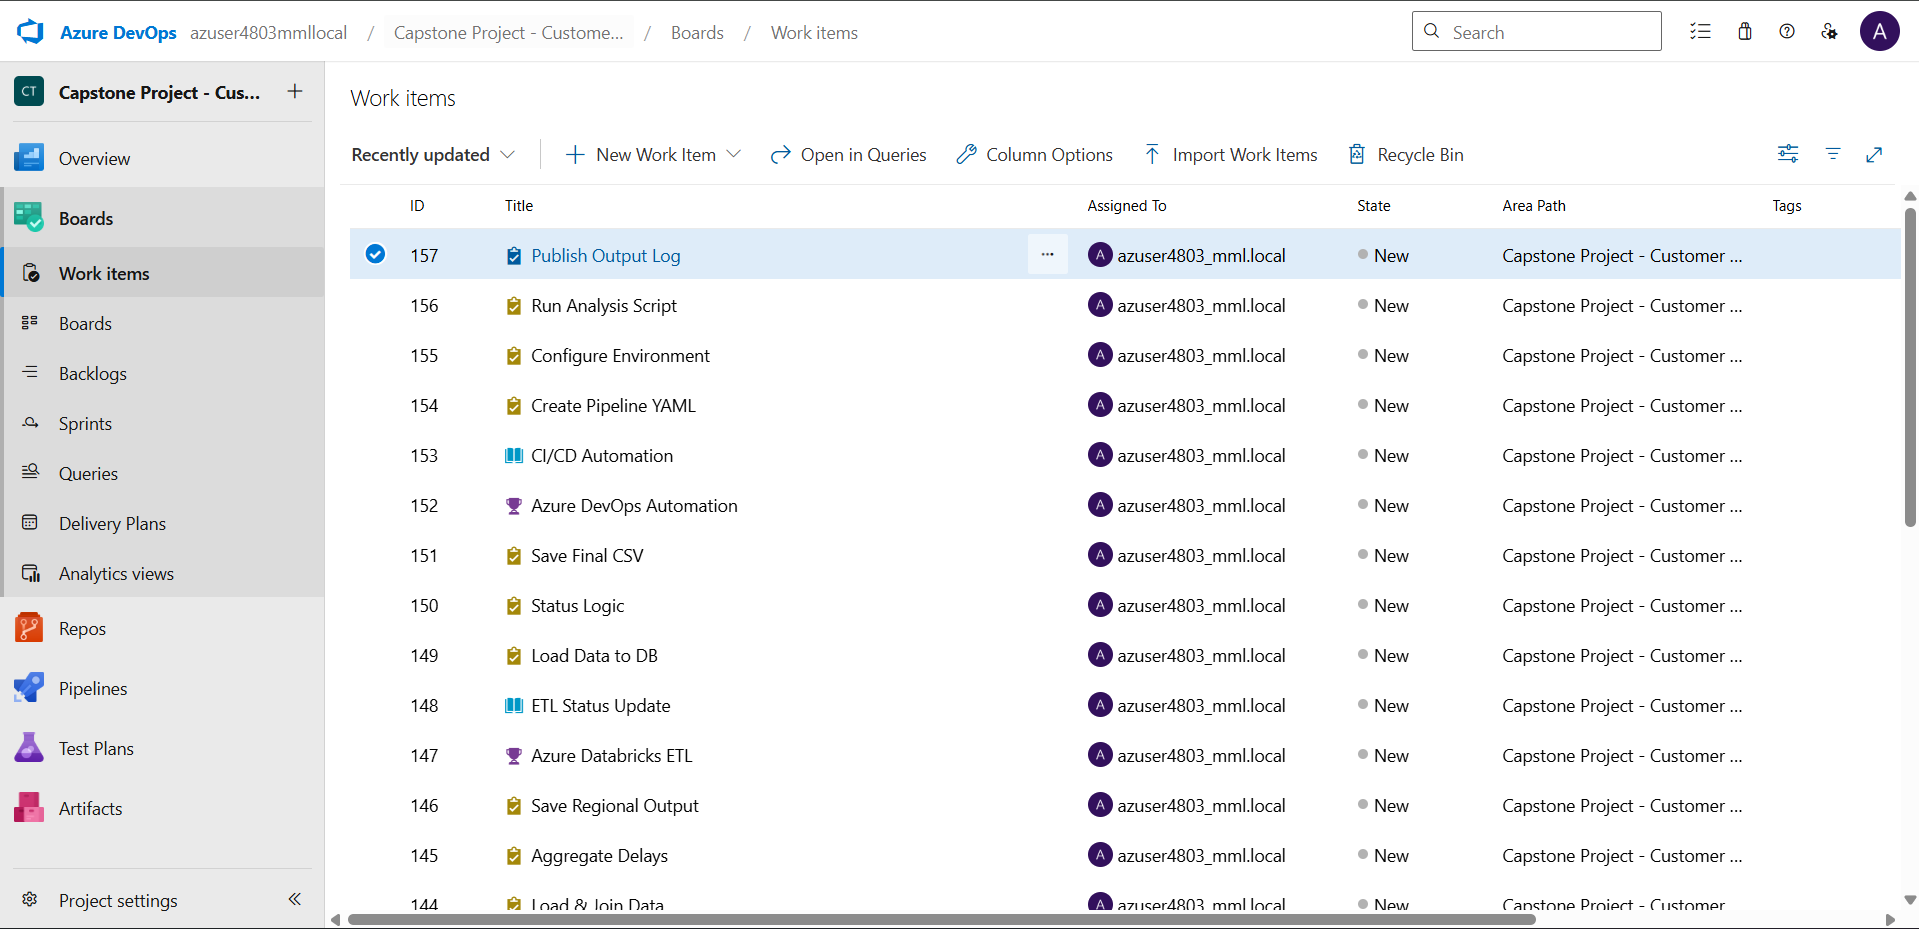 Azure DevOps azuser4803mmllocal / Capstone Project - Custome... / Boards / Work items Search A
CT Capstone Project - Cus... +
Overview
Boards
Work items
Boards
Backlogs
Sprints
Queries
Delivery Plans
Analytics views
Repos
Pipelines
Test Plans
Artifacts
Project settings
Work items
Recently updated New Work Item Open in Queries Column Options Import Work Items Recycle Bin
ID Title Assigned To State Area Path Tags
157 Publish Output Log ... A azuser4803_mml.local New Capstone Project - Customer ...
156 Run Analysis Script A azuser4803_mml.local New Capstone Project - Customer ...
155 Configure Environment A azuser4803_mml.local New Capstone Project - Customer ...
154 Create Pipeline YAML A azuser4803_mml.local New Capstone Project - Customer ...
153 CI/CD Automation A azuser4803_mml.local New Capstone Project - Customer ...
152 Azure DevOps Automation A azuser4803_mml.local New Capstone Project - Customer ...
151 Save Final CSV A azuser4803_mml.local New Capstone Project - Customer ...
150 Status Logic A azuser4803_mml.local New Capstone Project - Customer ...
149 Load Data to DB A azuser4803_mml.local New Capstone Project - Customer ...
148 ETL Status Update A azuser4803_mml.local New Capstone Project - Customer ...
147 Azure Databricks ETL A azuser4803_mml.local New Capstone Project - Customer ...
146 Save Regional Output A azuser4803_mml.local New Capstone Project - Customer ...
145 Aggregate Delays A azuser4803_mml.local New Capstone Project - Customer ...
144 Load & Join Data A azuser4803_mml.local New Capstone Project - Customer ...